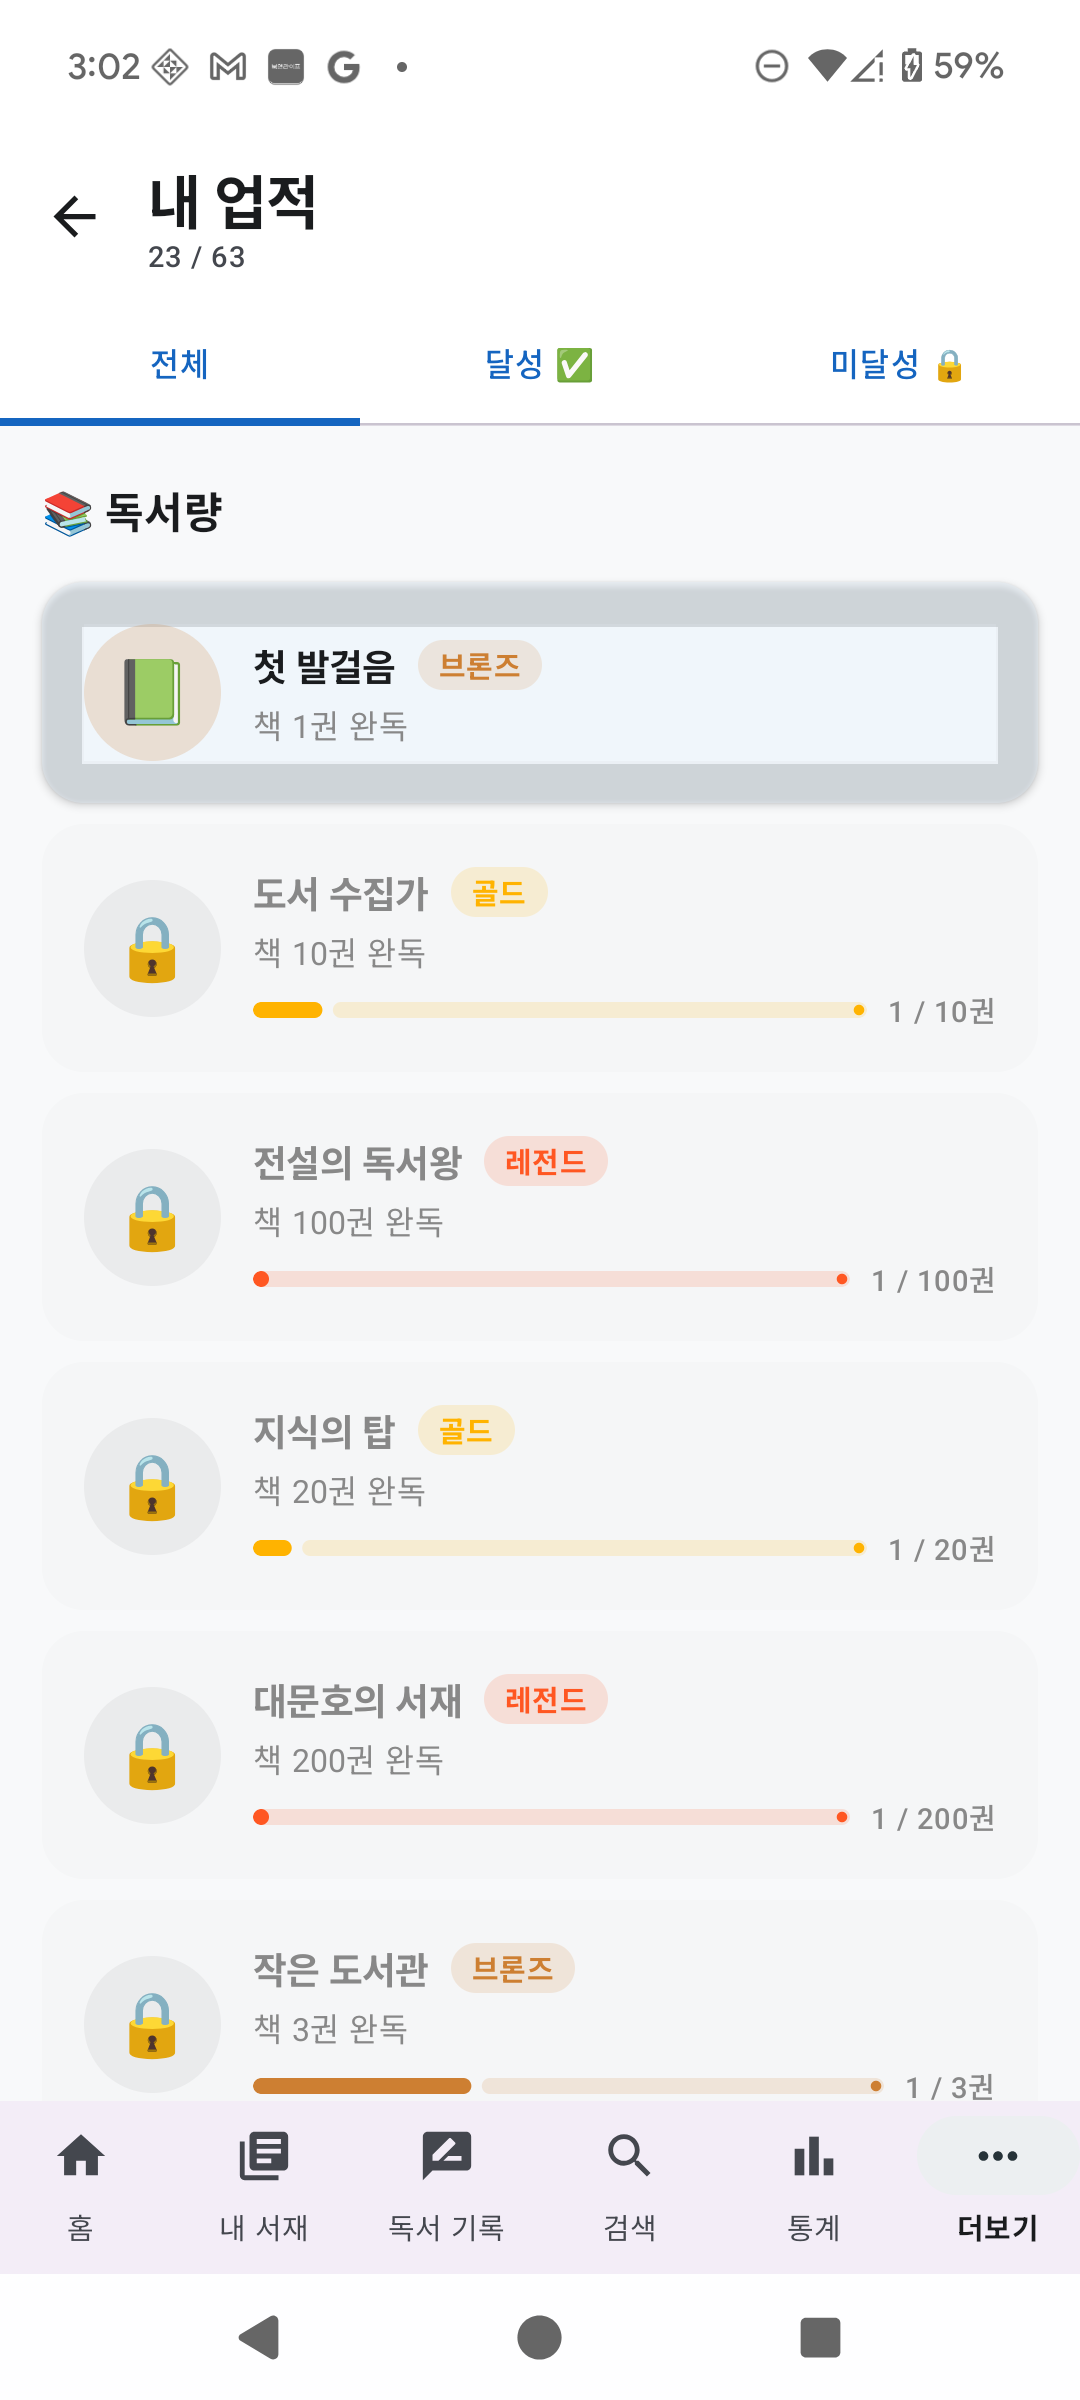 3:02
59%
내 업적
23 / 63
전체
달성 ✅
미달성 🔒
📚 독서량
첫 발걸음 브론즈
책 1권 완독
도서 수집가 골드
책 10권 완독
1 / 10권
전설의 독서왕 레전드
책 100권 완독
1 / 100권
지식의 탑 골드
책 20권 완독
1 / 20권
대문호의 서재 레전드
책 200권 완독
1 / 200권
작은 도서관 브론즈
책 3권 완독
1 / 3권
홈
내 서재
독서 기록
검색
통계
더보기